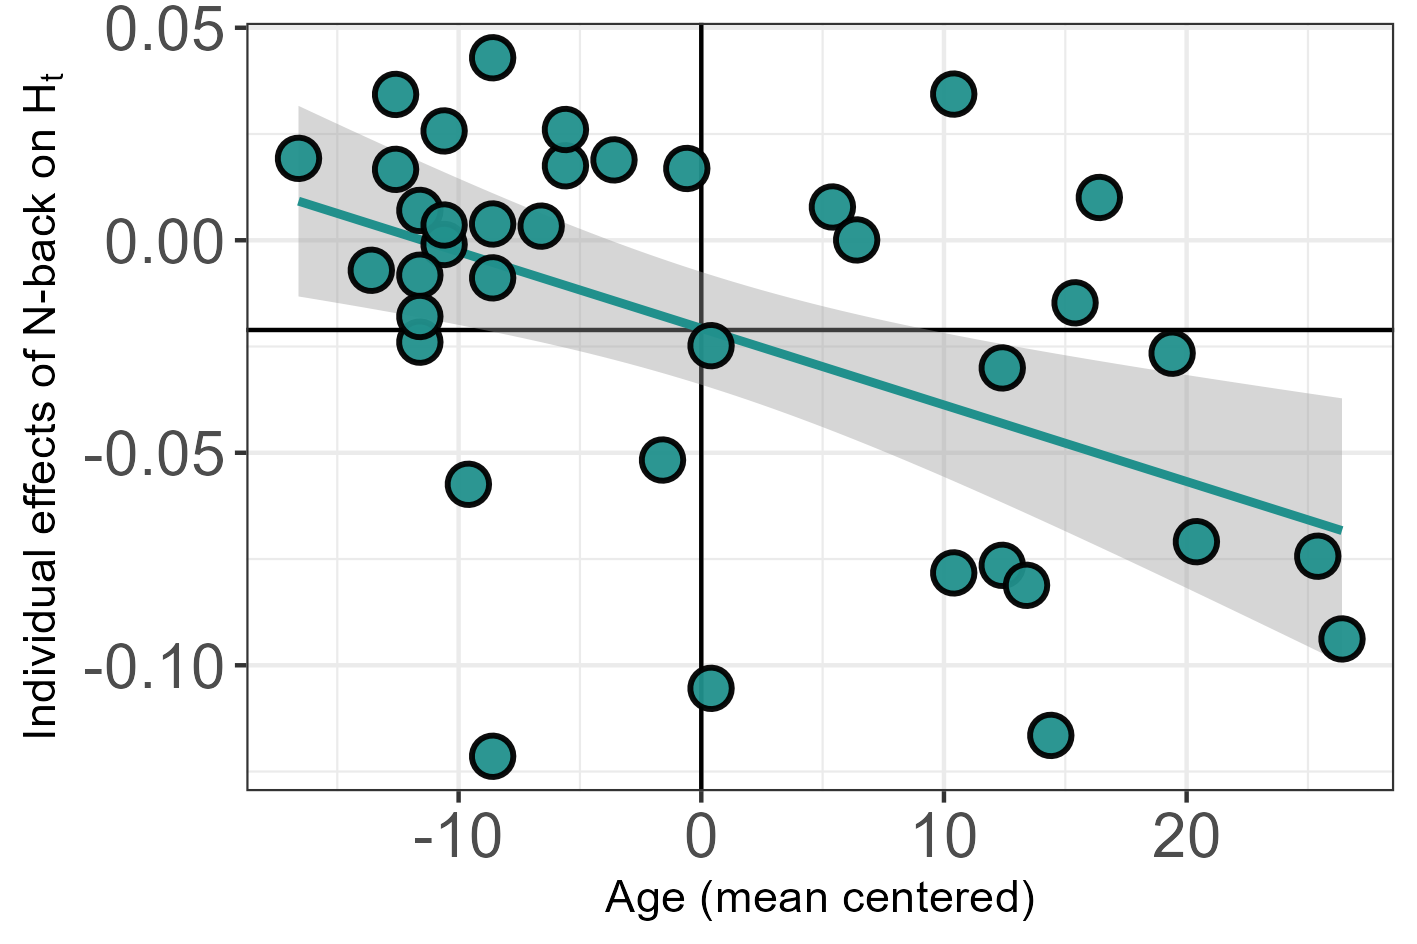 Individual effects of N-back on Ht
0.05
0.00
-0.05
-0.10
-10 0 10 20
Age (mean centered)